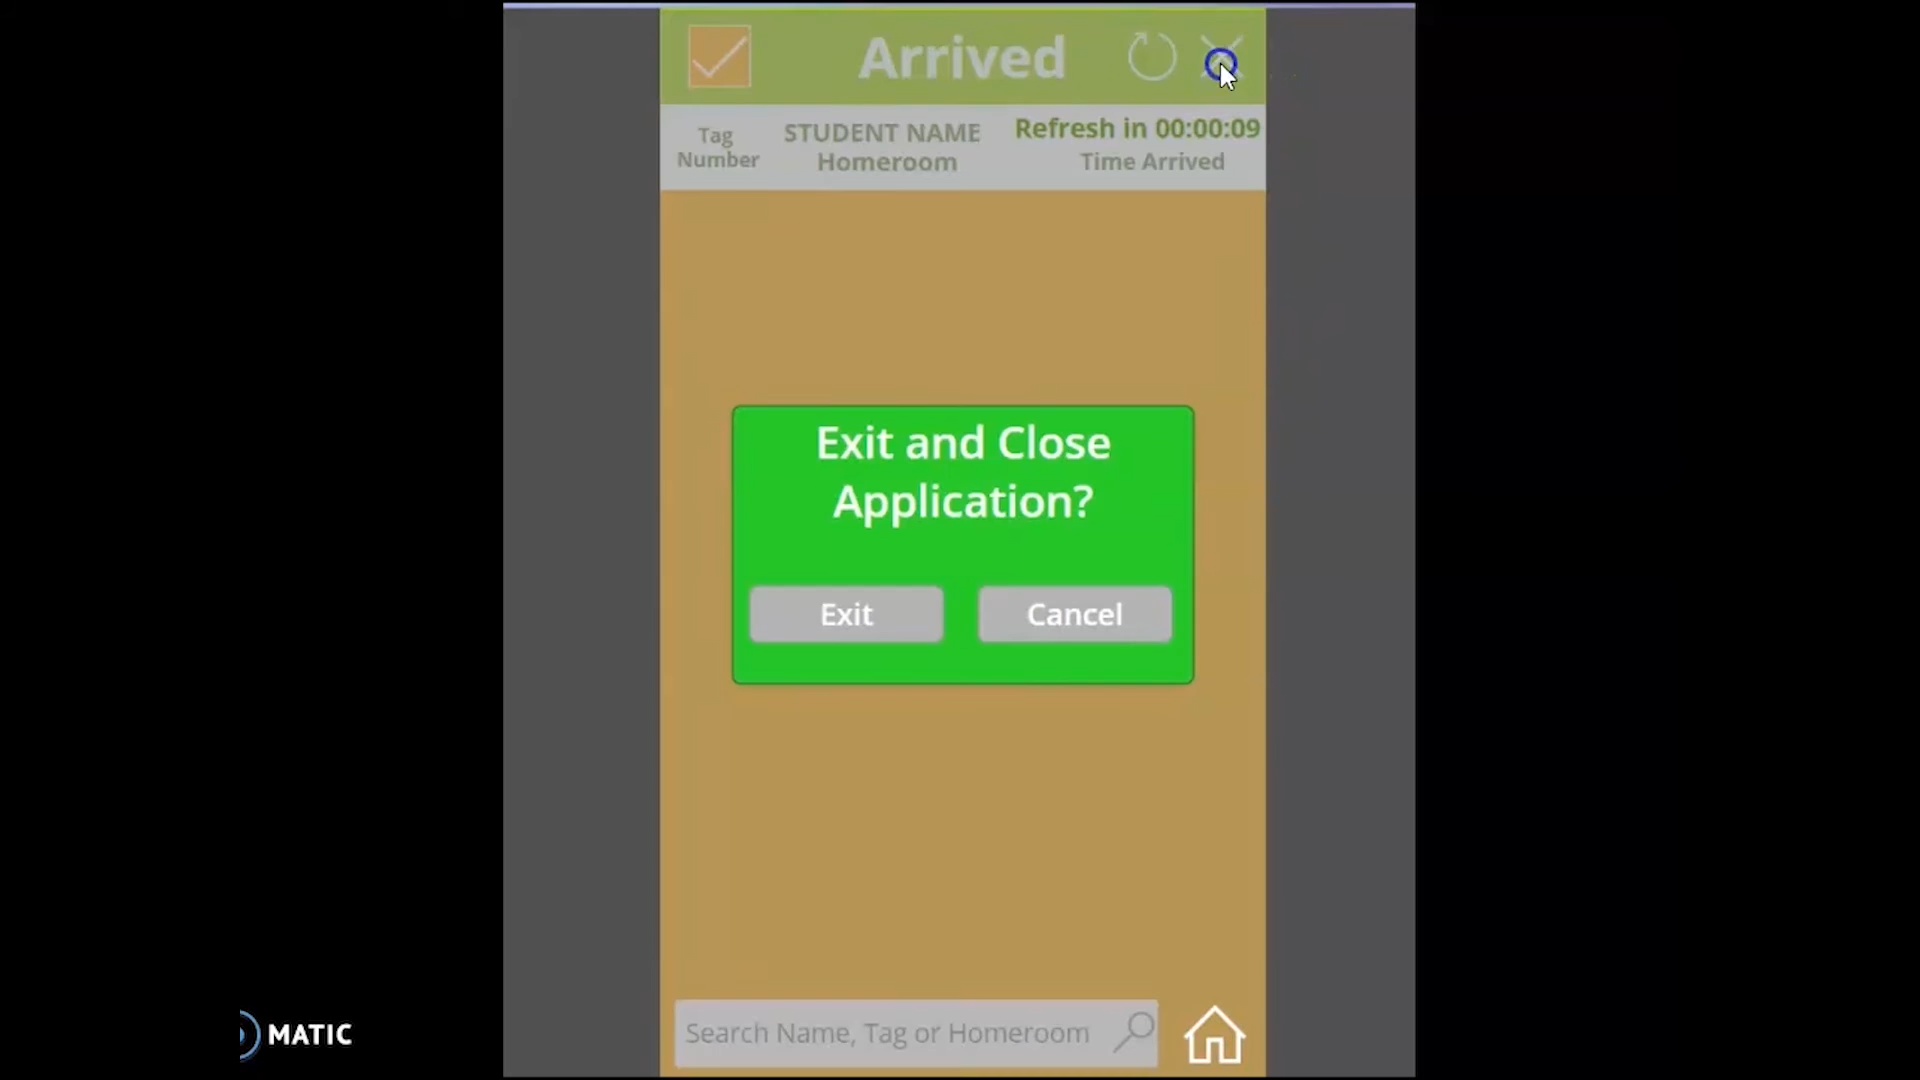 Arrived
Tag
Number
STUDENT NAME
Homeroom
Refresh in 00:00:09
Time Arrived
Exit and Close
Application?
Exit
Cancel
Search Name, Tag or Homeroom
MATIC